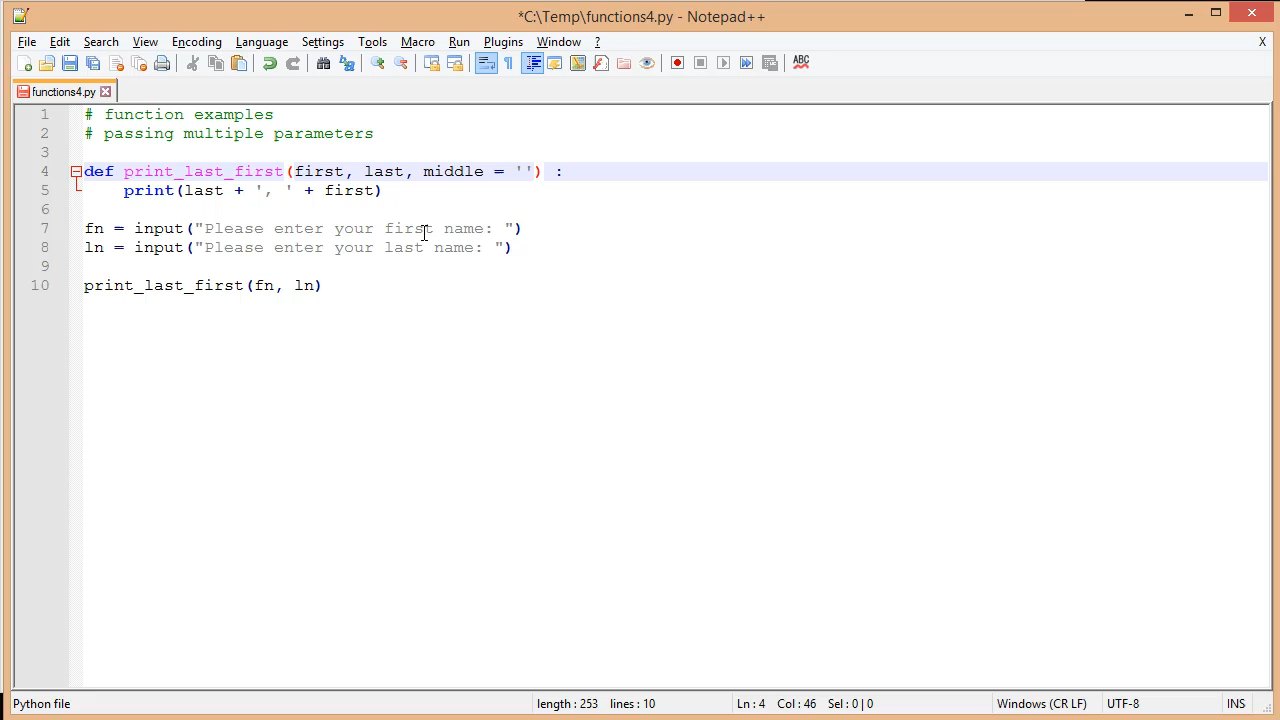 *C:\Temp\functions4.py - Notepad++
File Edit Search View Encoding Language Settings Tools Macro Run Plugins Window ? X
ABC
functions4.py
1 # function examples
2 # passing multiple parameters
3
4 def print_last_first(first, last, middle = '') :
5     print(last + ', ' + first)
6
7 fn = input("Please enter your first name: ")
8 ln = input("Please enter your last name: ")
9
10 print_last_first(fn, ln)
Python file length : 253 lines : 10 Ln : 4 Col : 46 Sel : 0 | 0 Windows (CR LF) UTF-8 INS